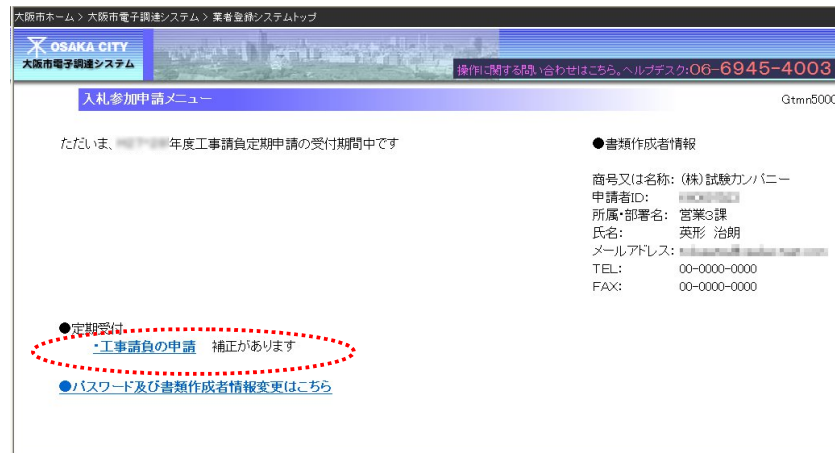 大阪市ホーム > 大阪市電子調達システム > 業者登録システムトップ
OSAKA CITY
大阪市電子調達システム
操作に関する問い合わせはこちら。ヘルプデスク:06-6945-4003
入札参加申請メニュー
Gtmn5000
ただいま、 年度工事請負定期申請の受付期間中です
●書類作成者情報
商号又は名称: (株)試験カンパニー
申請者ID:
所属・部署名: 営業3課
氏名: 英形 治朗
メールアドレス:
TEL: 00-0000-0000
FAX: 00-0000-0000
●定期受付
・工事請負の申請 補正があります
●パスワード及び書類作成者情報変更はこちら